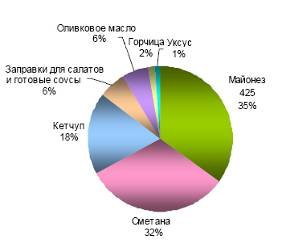 Оливковое масло
6%
Горчица
2%
Уксус
1%
Заправки для салатов
и готовые соусы
6%
Майонез
425
35%
Кетчуп
18%
Сметана
32%